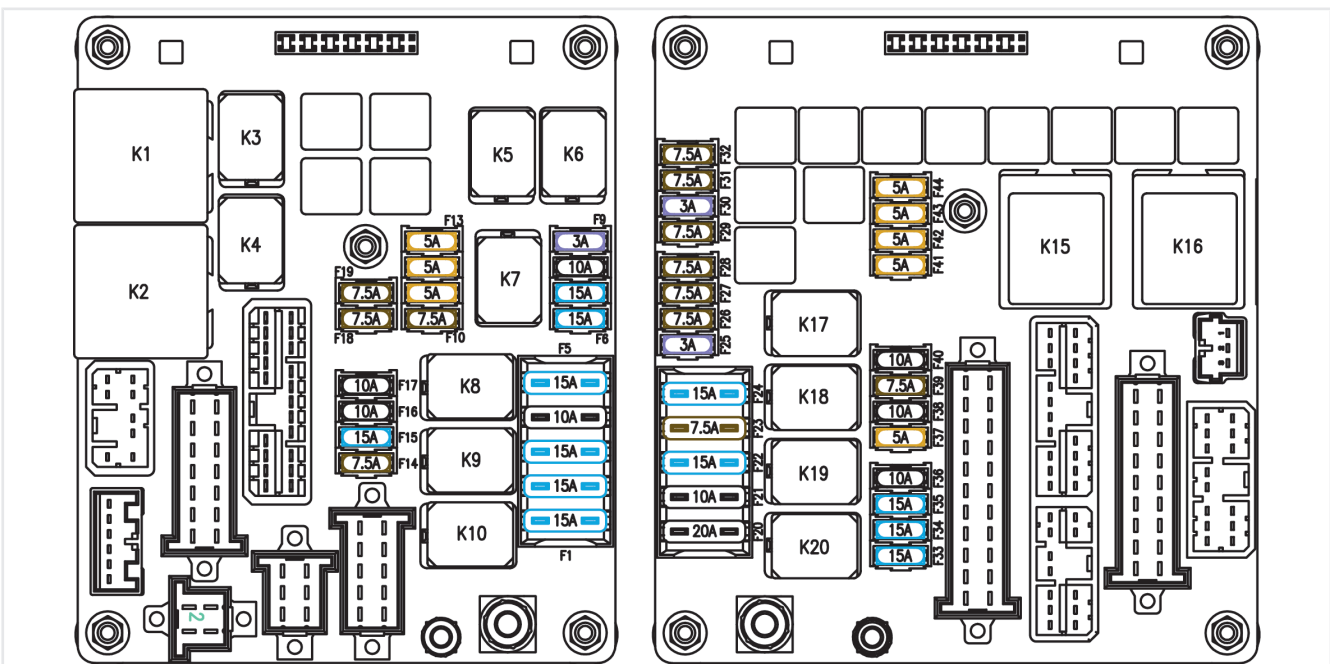 K1
K3
K5
K6
K4
K2
F13
5A
5A
5A
7.5A
F10
F19
7.5A
7.5A
F18
K7
F9
3A
10A
15A
15A
F6
10A F17
10A F16
15A F15
7.5A F14
K8
K9
K10
F5
15A
10A
15A
15A
15A
F1
2
7.5A F32
7.5A F31
3A F30
7.5A F29
7.5A F28
7.5A F27
7.5A F26
3A F25
15A F24
7.5A F23
15A F22
10A F21
20A F20
5A F44
5A F43
5A F42
5A F41
K15
K16
K17
K18
K19
K20
10A F40
7.5A F39
10A F38
5A F37
10A F36
15A F35
15A F34
15A F33